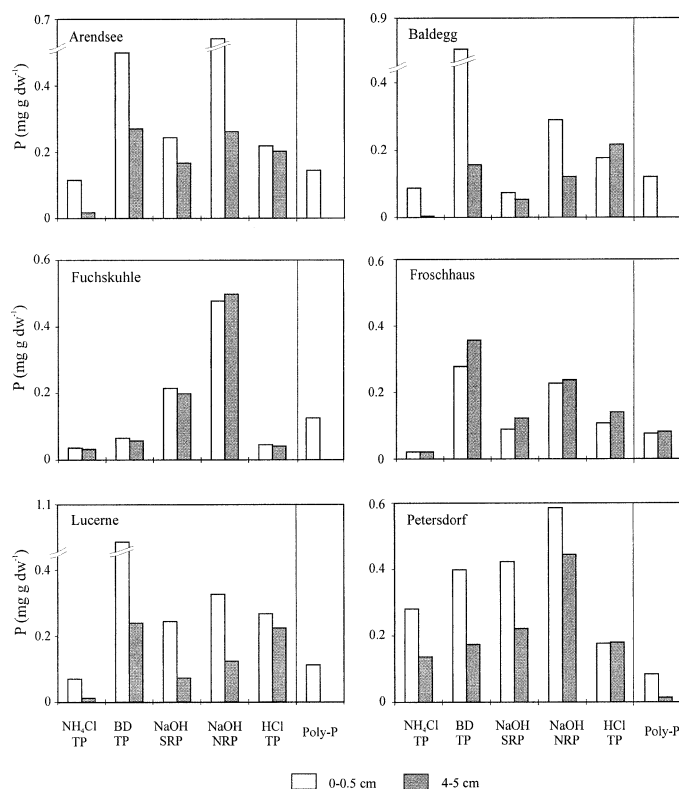 0.7
0.4
0.2
0
P (mg g dw⁻¹)
Arendsee
0.9
0.4
0.2
0
Baldegg
0.6
0.4
0.2
0
P (mg g dw⁻¹)
Fuchskuhle
0.6
0.4
0.2
0
Froschhaus
1.1
0.4
0.2
0
P (mg g dw⁻¹)
Lucerne
0.6
0.4
0.2
0
Petersdorf
NH₄Cl BD NaOH NaOH HCl Poly-P
TP TP SRP NRP TP
NH₄Cl BD NaOH NaOH HCl Poly-P
TP TP SRP NRP TP
0-0.5 cm 4-5 cm